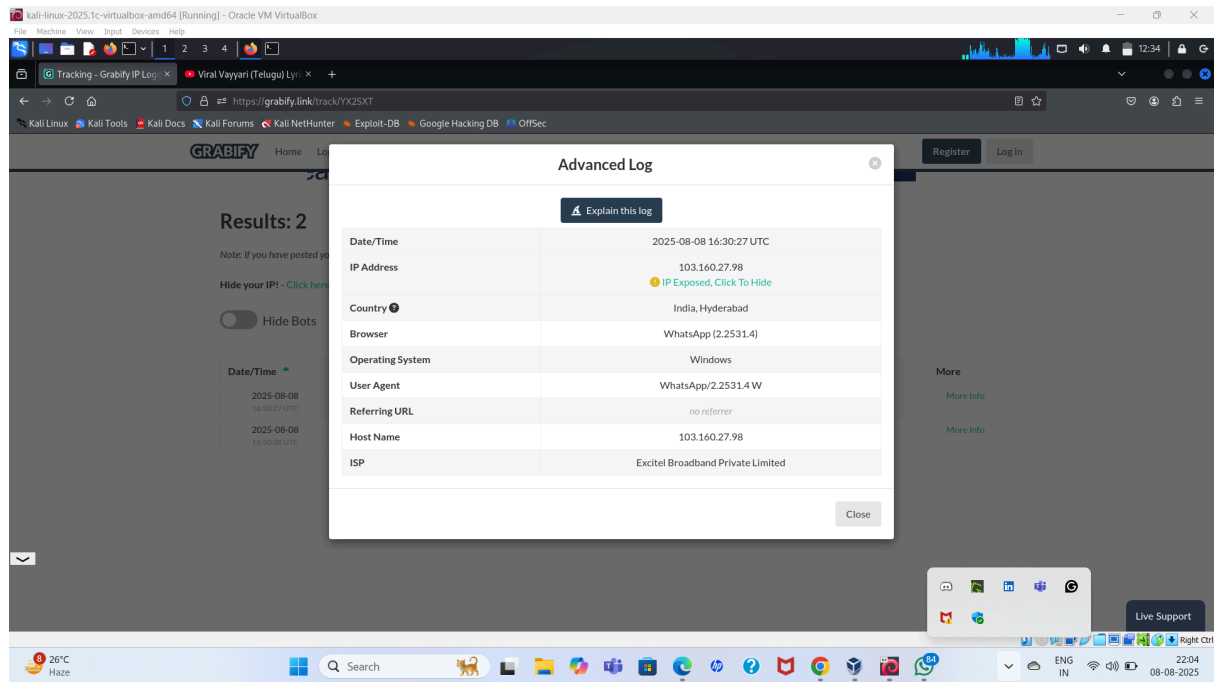 kali-linux-2025.1c-virtualbox-amd64 [Running] - Oracle VM VirtualBox
File Machine View Input Devices Help
1 2 3 4 12:34
Tracking - Grabify IP Logg Viral Vayyari (Telugu) Lyri
https://grabify.link/track/YX2SXT
Kali Linux Kali Tools Kali Docs Kali Forums Kali NetHunter Exploit-DB Google Hacking DB OffSec
GRABIFY Home Register Log in
Advanced Log
Explain this log
Results: 2
Date/Time 2025-08-08 16:30:27 UTC
Note: If you have posted yo
IP Address 103.160.27.98
IP Exposed, Click To Hide
Hide your IP! - Click here
Country India, Hyderabad
Hide Bots
Browser WhatsApp (2.2531.4)
Operating System Windows
Date/Time More
User Agent WhatsApp/2.2531.4 W
2025-08-08 More Info
16:30:27 UTC
Referring URL no referrer
2025-08-08 More Info
16:30:38 UTC
Host Name 103.160.27.98
ISP Excitel Broadband Private Limited
Close
Live Support
Right Ctrl
8 26°C
Haze
Search
84
ENG
IN
22:04
08-08-2025